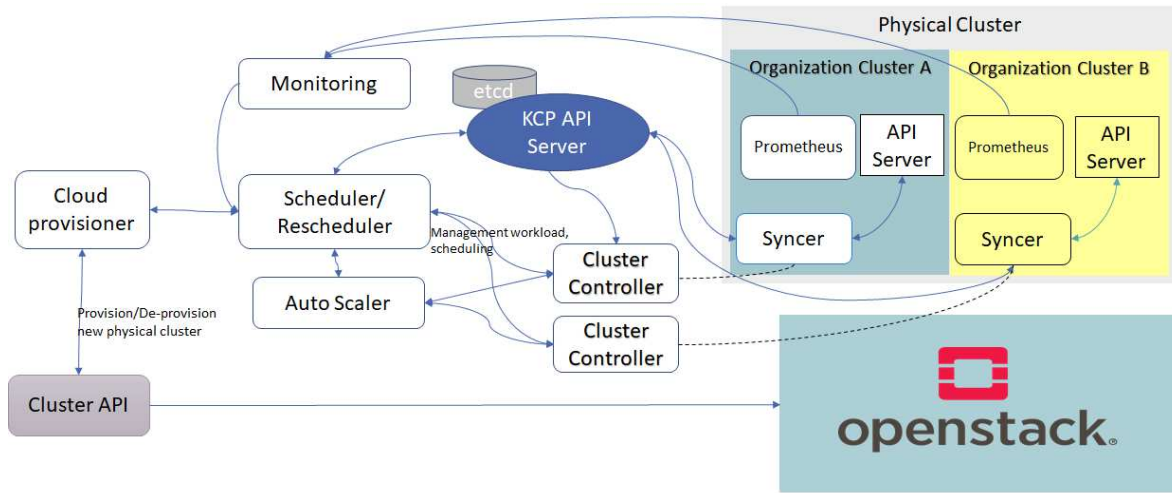 Physical Cluster
Organization Cluster A
Organization Cluster B
Monitoring
etcd
KCP API
Server
Prometheus
API
Server
Prometheus
API
Server
Cloud
provisioner
Scheduler/
Rescheduler
Management workload,
scheduling
Syncer
Syncer
Cluster
Controller
Auto Scaler
Provision/De-provision
new physical cluster
Cluster
Controller
Cluster API
openstack®